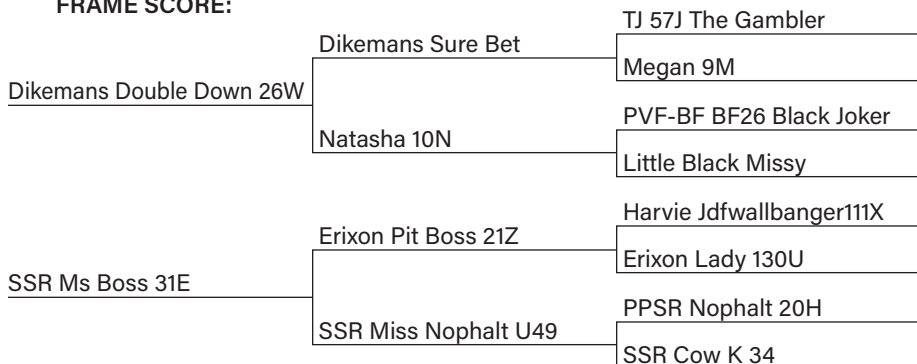 FRAME SCORE:
TJ 57J The Gambler
Dikemans Sure Bet
Megan 9M
Dikemans Double Down 26W
PVF-BF BF26 Black Joker
Natasha 10N
Little Black Missy
Harvie Jdfwallbanger111X
Erixon Pit Boss 21Z
Erixon Lady 130U
SSR Ms Boss 31E
PPSR Nophalt 20H
SSR Miss Nophalt U49
SSR Cow K 34